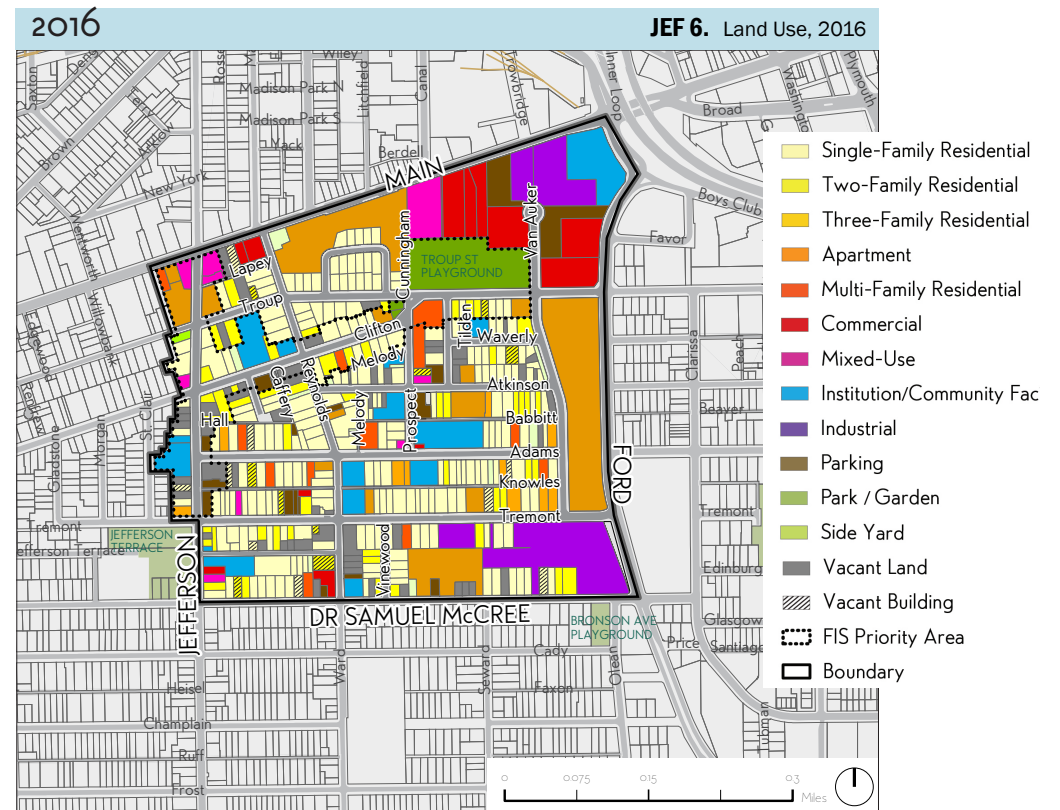 2016
JEF 6. Land Use, 2016
Saxton
Wiley
Litchfield
Canal
Trowbridge
Inner Loop
Plymouth
Madison Park N
Terry
Broad
Madison Park S
Brown
Arklow
York
Berdell
New York
MAIN
Boys Club
Wentworth
Favor
Lapey
Cunningham
Van Auker
TROUP ST
PLAYGROUND
Willowbank
Troup
Edgewood
Clifton
Tilden
Waverly
Clarissa
Melody
Reynolds
Caffery
Atkinson
St. Clair
Hall
Melody
Prospect
Babbitt
Beaver
Morgan
Gladstone
Adams
FORD
Knowles
Tremont
Tremont
Tremont
JEFFERSON
TERRACE
efferson Terrace
JEFFERSON
Vinewood
Edinburg
DR SAMUEL McCREE
BRONSON AVE
PLAYGROUND
Glasgow
Price
Santiago
Ward
Seward
Cady
Olean
Heisel
Faxon
Champlain
Tubman
Ruff
Frost
Single-Family Residential
Two-Family Residential
Three-Family Residential
Apartment
Multi-Family Residential
Commercial
Mixed-Use
Institution/Community Fac
Industrial
Parking
Park / Garden
Side Yard
Vacant Land
Vacant Building
FIS Priority Area
Boundary
0 0.075 0.15 0.3
Miles